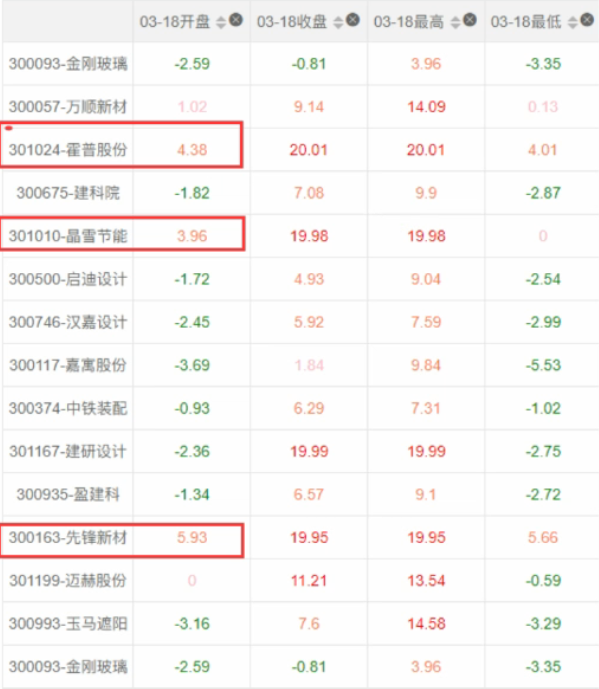 03-18开盘 03-18收盘 03-18最高 03-18最低
300093-金刚玻璃 -2.59 -0.81 3.96 -3.35
300057-万顺新材 1.02 9.14 14.09 0.13
301024-霍普股份 4.38 20.01 20.01 4.01
300675-建科院 -1.82 7.08 9.9 -2.87
301010-晶雪节能 3.96 19.98 19.98 0
300500-启迪设计 -1.72 4.93 9.04 -2.54
300746-汉嘉设计 -2.45 5.92 7.59 -2.99
300117-嘉寓股份 -3.69 1.84 9.84 -5.53
300374-中铁装配 -0.93 6.29 7.31 -1.02
301167-建研设计 -2.36 19.99 19.99 -2.75
300935-盈建科 -1.34 6.57 9.1 -2.72
300163-先锋新材 5.93 19.95 19.95 5.66
301199-迈赫股份 0 11.21 13.54 -0.59
300993-玉马遮阳 -3.16 7.6 14.58 -3.29
300093-金刚玻璃 -2.59 -0.81 3.96 -3.35